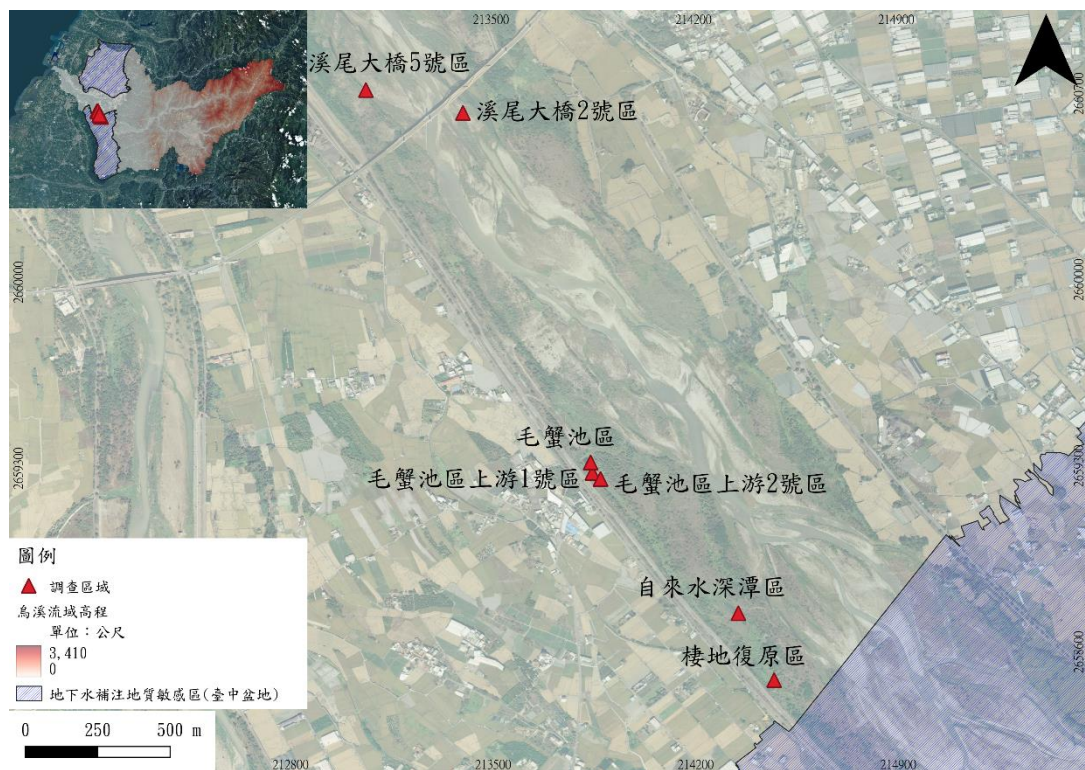 213500
214200
214900
溪尾大橋5號區
溪尾大橋2號區
2660700
2660000
2660000
毛蟹池區
毛蟹池區上游1號區
毛蟹池區上游2號區
2659300
2659300
自來水深潭區
棲地復原區
2658600
圖例
調查區域
烏溪流域高程
單位：公尺
3,410
0
地下水補注地質敏感區(臺中盆地)
0 250 500 m
212800
213500
214200
214900